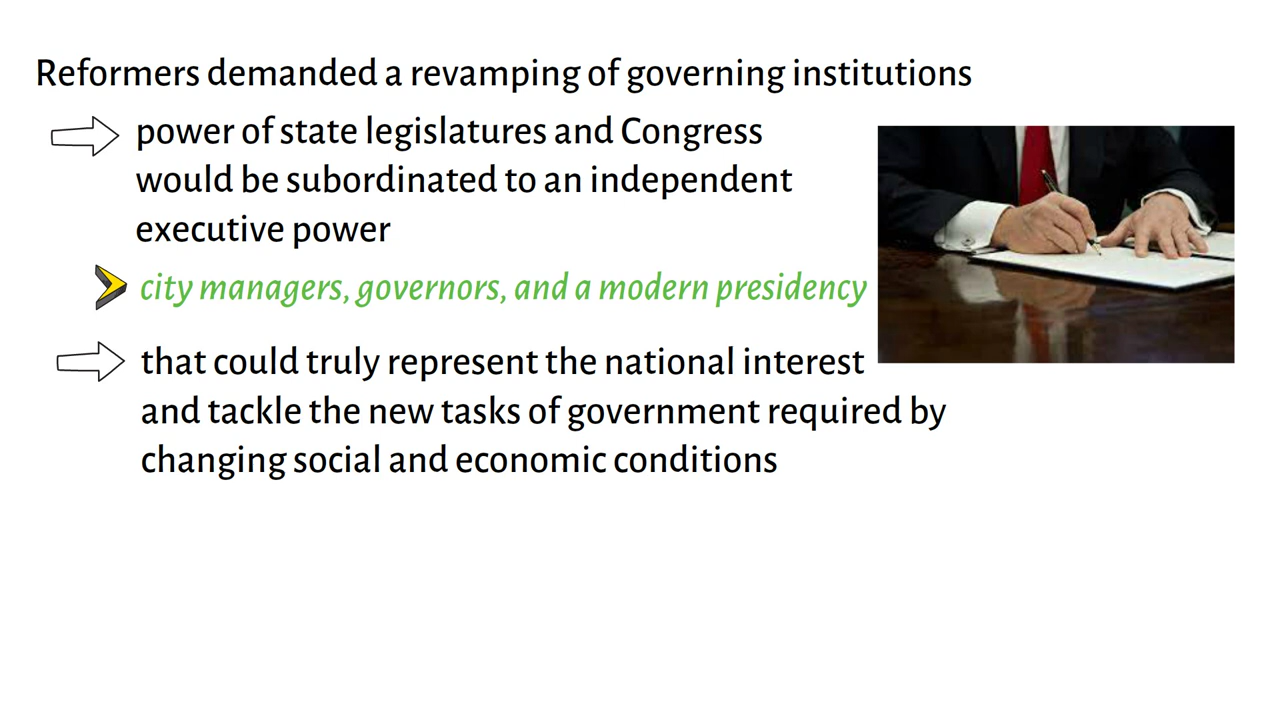 Reformers demanded a revamping of governing institutions
power of state legislatures and Congress
would be subordinated to an independent
executive power
city managers, governors, and a modern presidency
that could truly represent the national interest
and tackle the new tasks of government required by
changing social and economic conditions